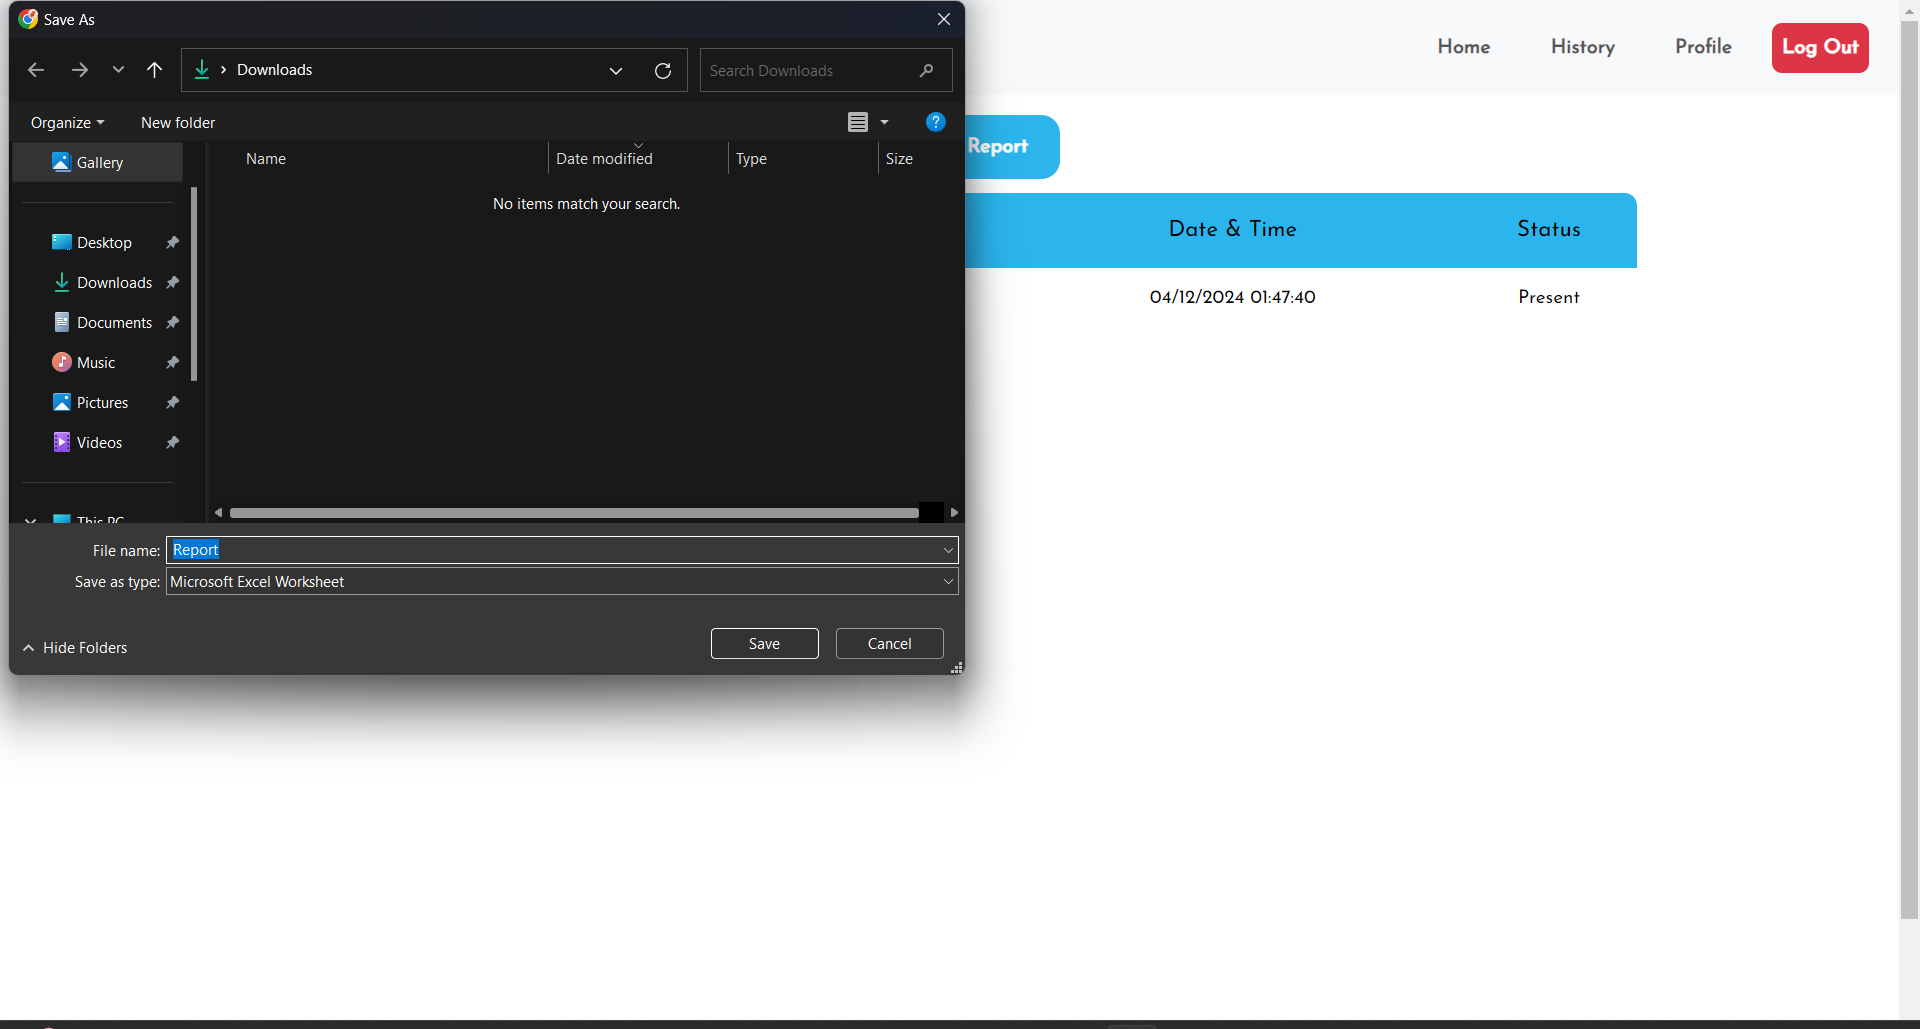 Save As
Downloads
Search Downloads
Organize
New folder
?
Gallery
Name
Date modified
Type
Size
No items match your search.
Desktop
Downloads
Documents
Music
Pictures
Videos
This PC
File name: Report
Save as type: Microsoft Excel Worksheet
Hide Folders
Save
Cancel
Home
History
Profile
Log Out
Report
Date & Time
Status
04/12/2024 01:47:40
Present